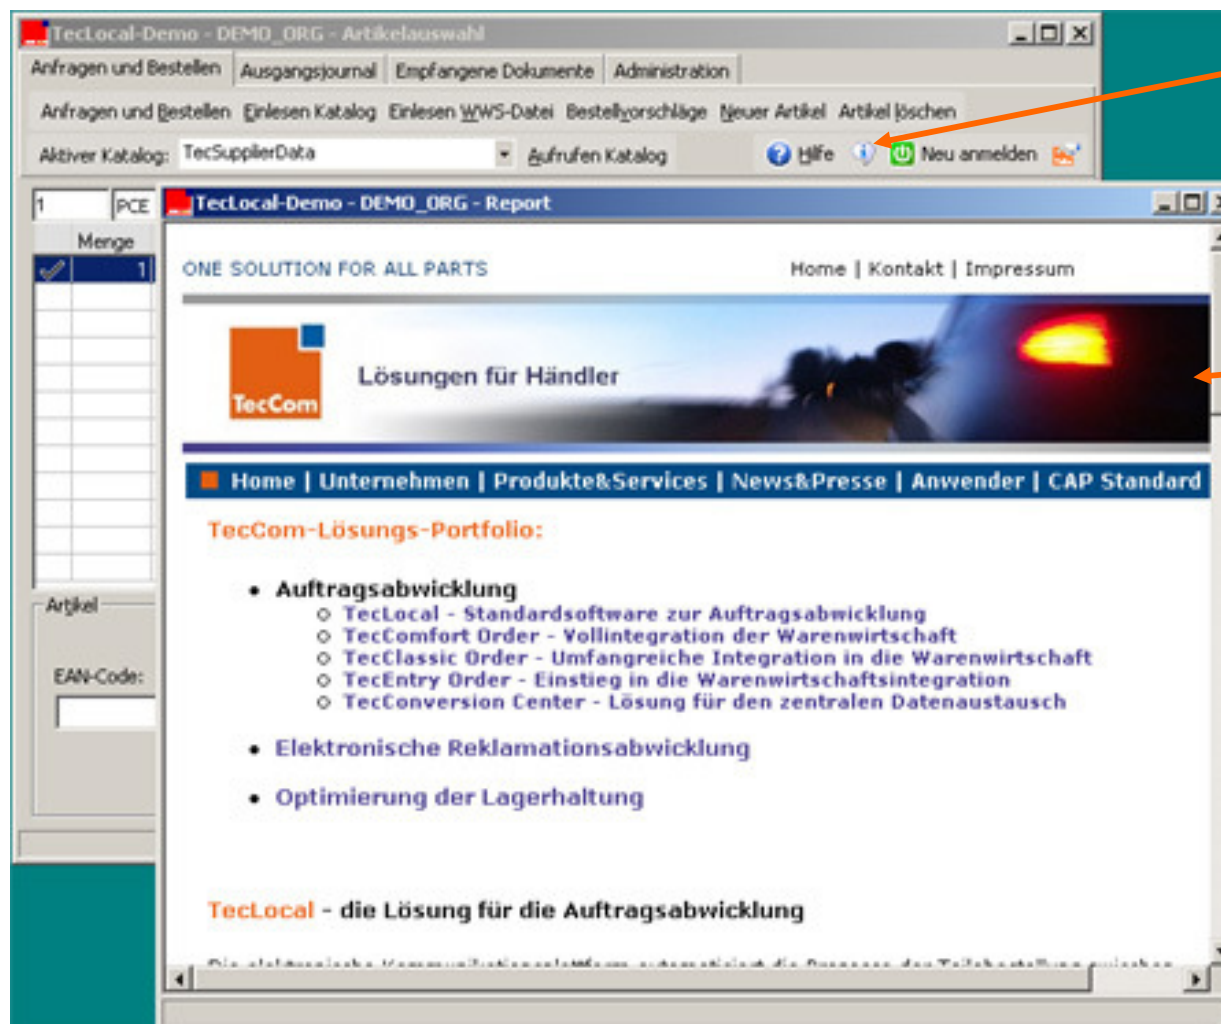 TecLocal-Demo - DEMO_ORG - Artikelauswahl
Anfragen und Bestellen Ausgangsjournal Empfangene Dokumente Administration
Anfragen und Bestellen Einlesen Katalog Einlesen WWS-Datei Bestellvorschläge Neuer Artikel Artikel löschen
Aktiver Katalog: TecSupplierData Aufrufen Katalog Hilfe Neu anmelden
1 PCE
TecLocal-Demo - DEMO_ORG - Report
Menge
1
ONE SOLUTION FOR ALL PARTS Home | Kontakt | Impressum
TecCom
Lösungen für Händler
Home | Unternehmen | Produkte&Services | News&Presse | Anwender | CAP Standard
TecCom-Lösungs-Portfolio:
• Auftragsabwicklung
○ TecLocal - Standardsoftware zur Auftragsabwicklung
○ TecComfort Order - Vollintegration der Warenwirtschaft
○ TecClassic Order - Umfangreiche Integration in die Warenwirtschaft
○ TecEntry Order - Einstieg in die Warenwirtschaftsintegration
○ TecConversion Center - Lösung für den zentralen Datenaustausch
• Elektronische Reklamationsabwicklung
• Optimierung der Lagerhaltung
Artikel
EAN-Code:
TecLocal - die Lösung für die Auftragsabwicklung